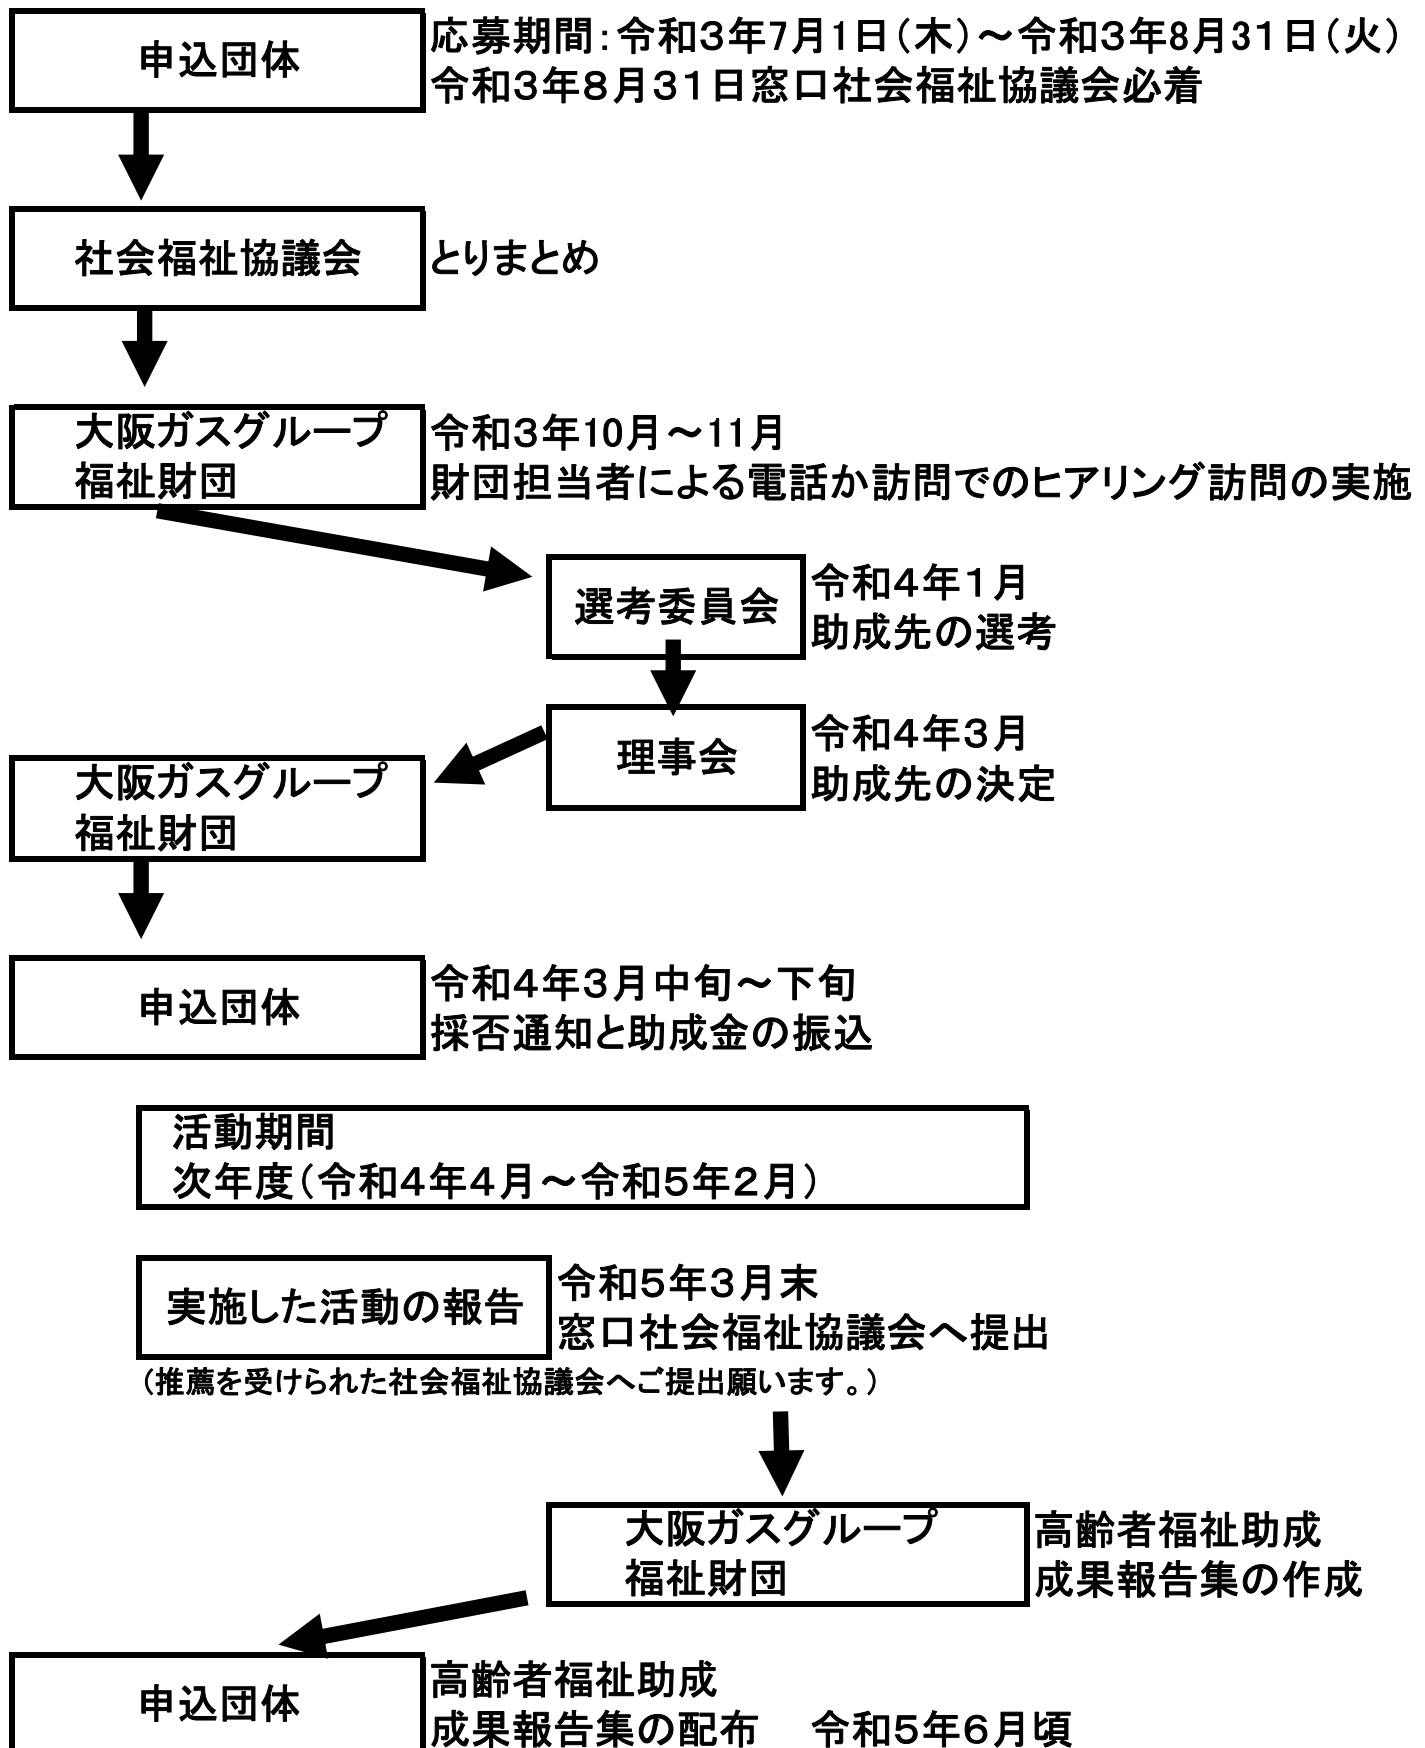 申込団体
応募期間：令和３年7月1日（木）～令和３年8月31日（火）
令和３年８月３１日窓口社会福祉協議会必着
社会福祉協議会
とりまとめ
大阪ガスグループ
福祉財団
令和３年10月～11月
財団担当者による電話か訪問でのヒアリング訪問の実施
選考委員会
令和４年１月
助成先の選考
理事会
令和４年３月
助成先の決定
大阪ガスグループ
福祉財団
申込団体
令和４年３月中旬～下旬
採否通知と助成金の振込
活動期間
次年度（令和４年４月～令和５年２月）
実施した活動の報告
令和５年３月末
窓口社会福祉協議会へ提出
（推薦を受けられた社会福祉協議会へご提出願います。）
大阪ガスグループ
福祉財団
高齢者福祉助成
成果報告集の作成
申込団体
高齢者福祉助成
成果報告集の配布　令和５年６月頃